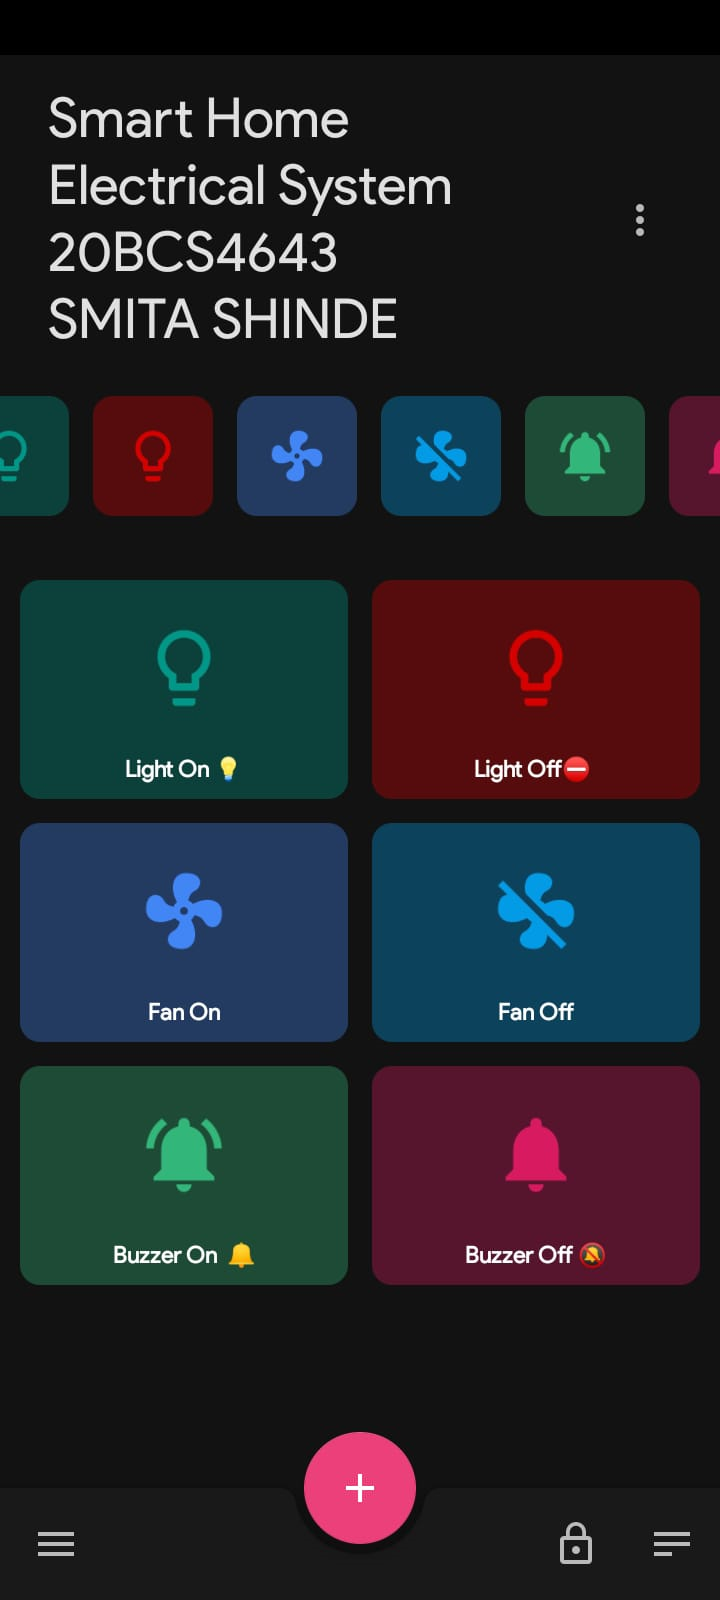 Smart Home
Electrical System
20BCS4643
SMITA SHINDE
Light On 💡
Light Off⛔
Fan On
Fan Off
Buzzer On 🔔
Buzzer Off 🔕